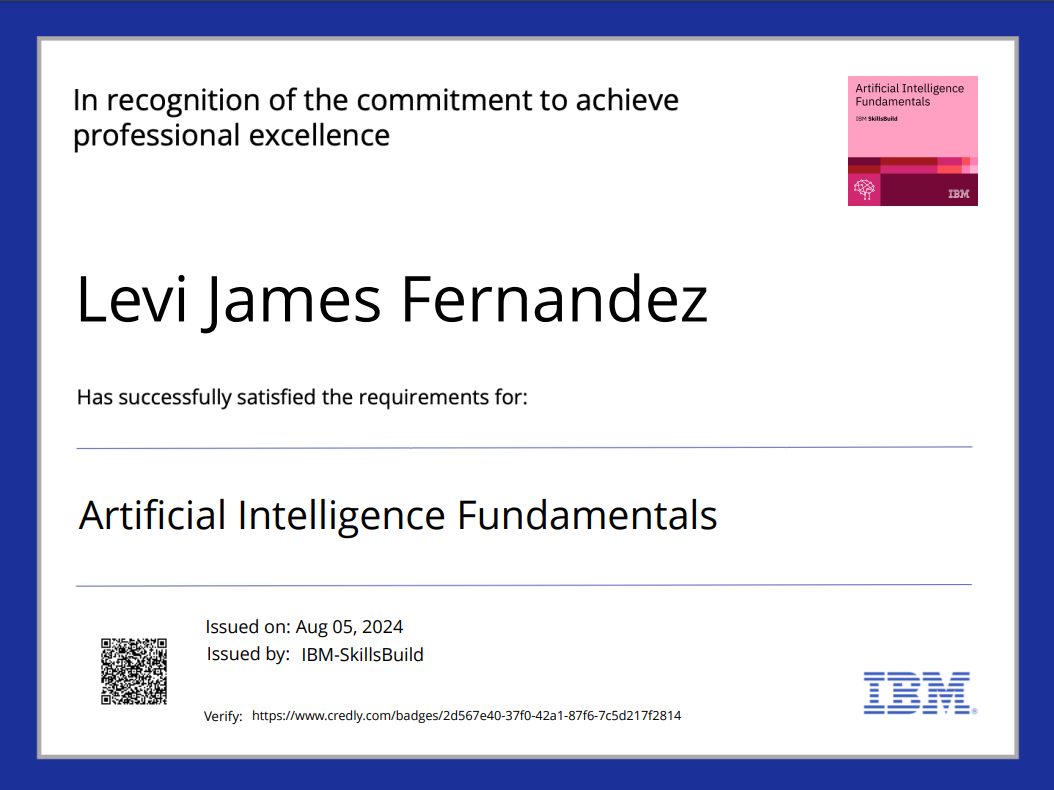 In recognition of the commitment to achieve
professional excellence
Artificial Intelligence
Fundamentals
IBM SkillsBuild
IBM
Levi James Fernandez
Has successfully satisfied the requirements for:
Artificial Intelligence Fundamentals
Issued on: Aug 05, 2024
Issued by: IBM-SkillsBuild
IBM®
Verify: https://www.credly.com/badges/2d567e40-37f0-42a1-87f6-7c5d217f2814